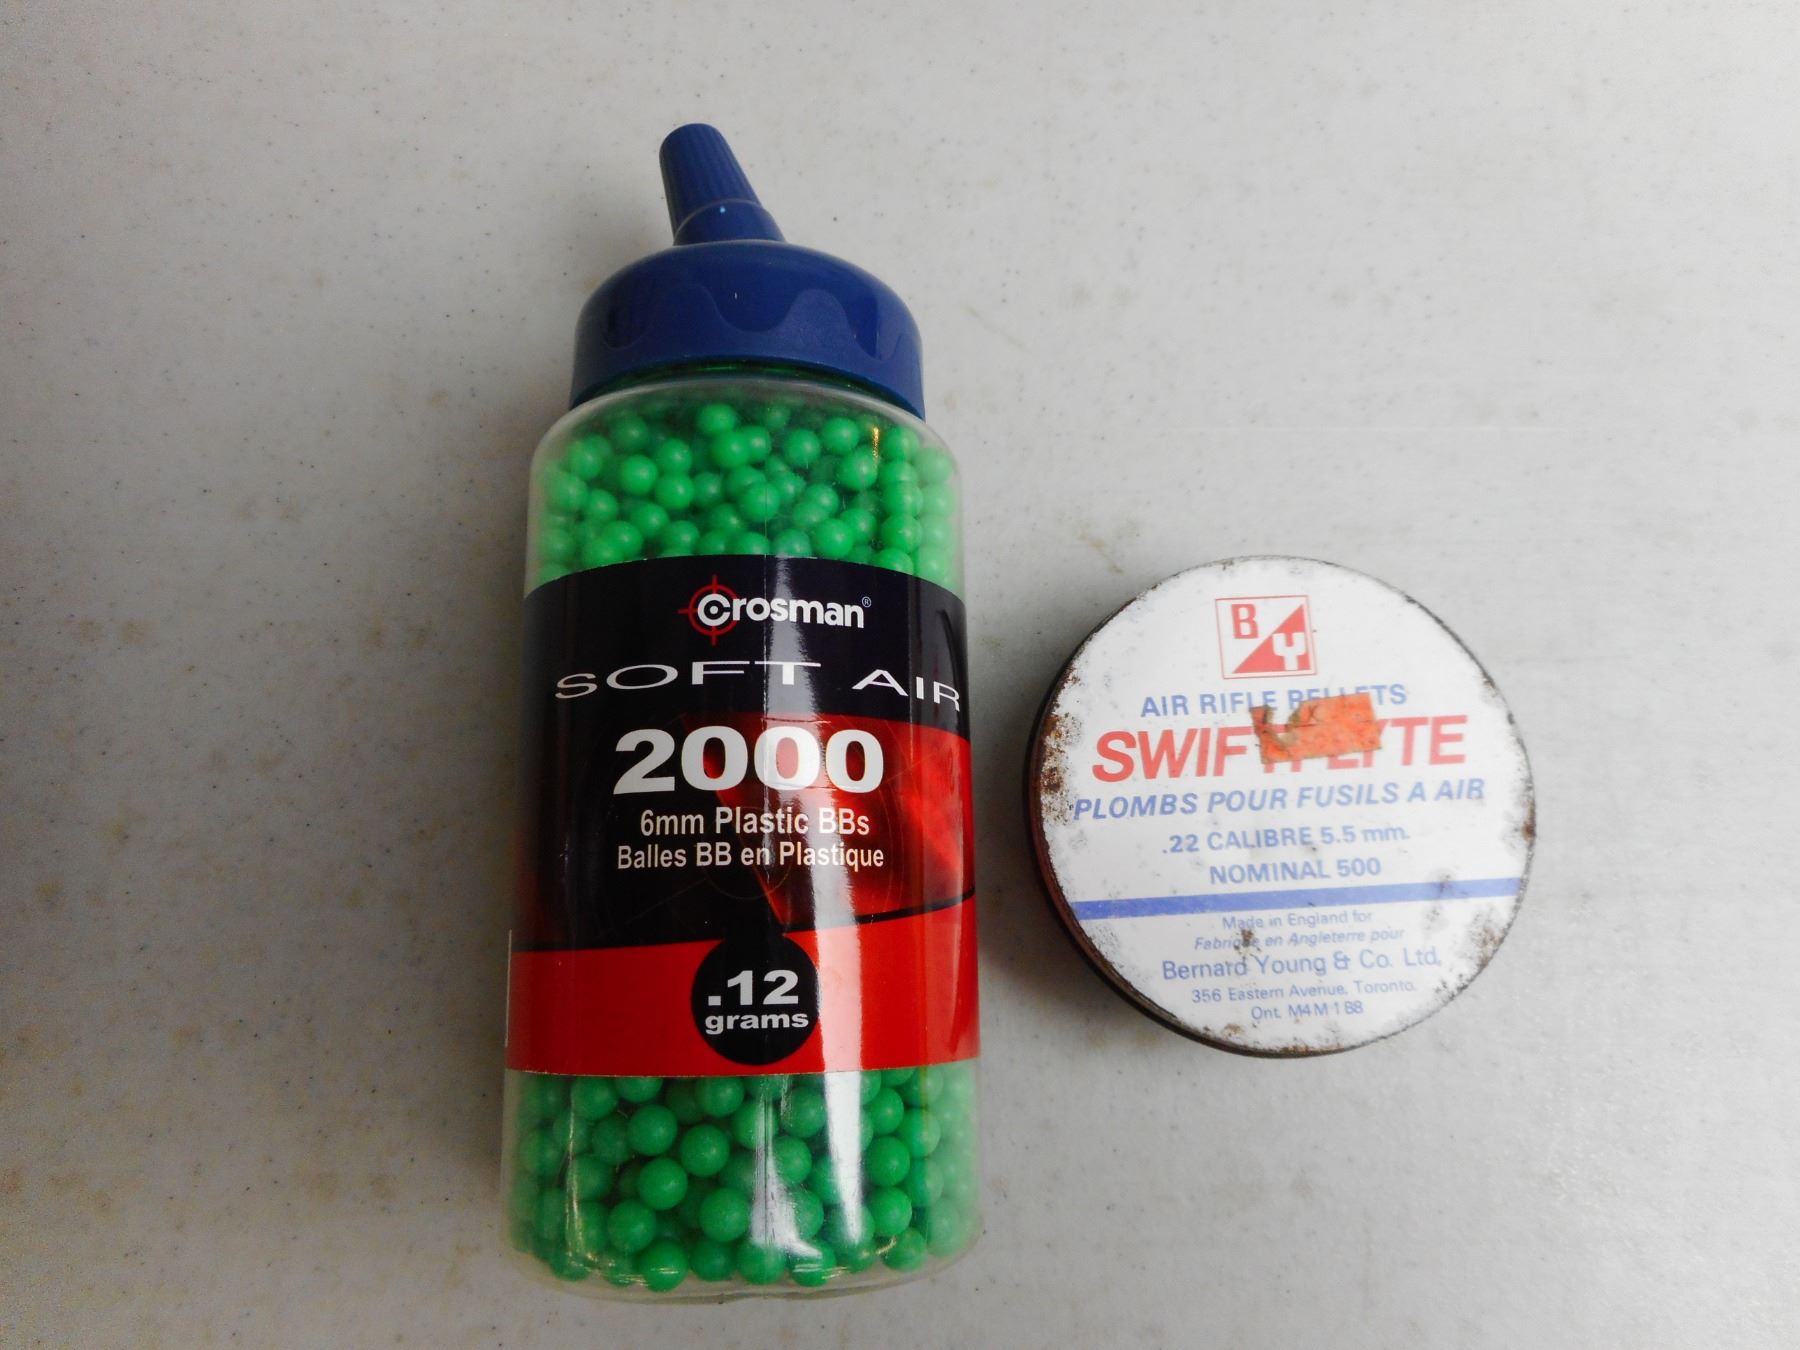 Crosman®
SOFT AIR
2000
6mm Plastic BBs
Balles BB en Plastique
.12
grams
B
Y
AIR RIFLE PELLETS
PLOMBS POUR FUSILS A AIR
.22 CALIBRE 5.5 mm.
NOMINAL 500
Made in England for
Fabrique en Angleterre pour
Bernard Young & Co. Ltd,
356 Eastern Avenue, Toronto,
Ont. M4M 1B8